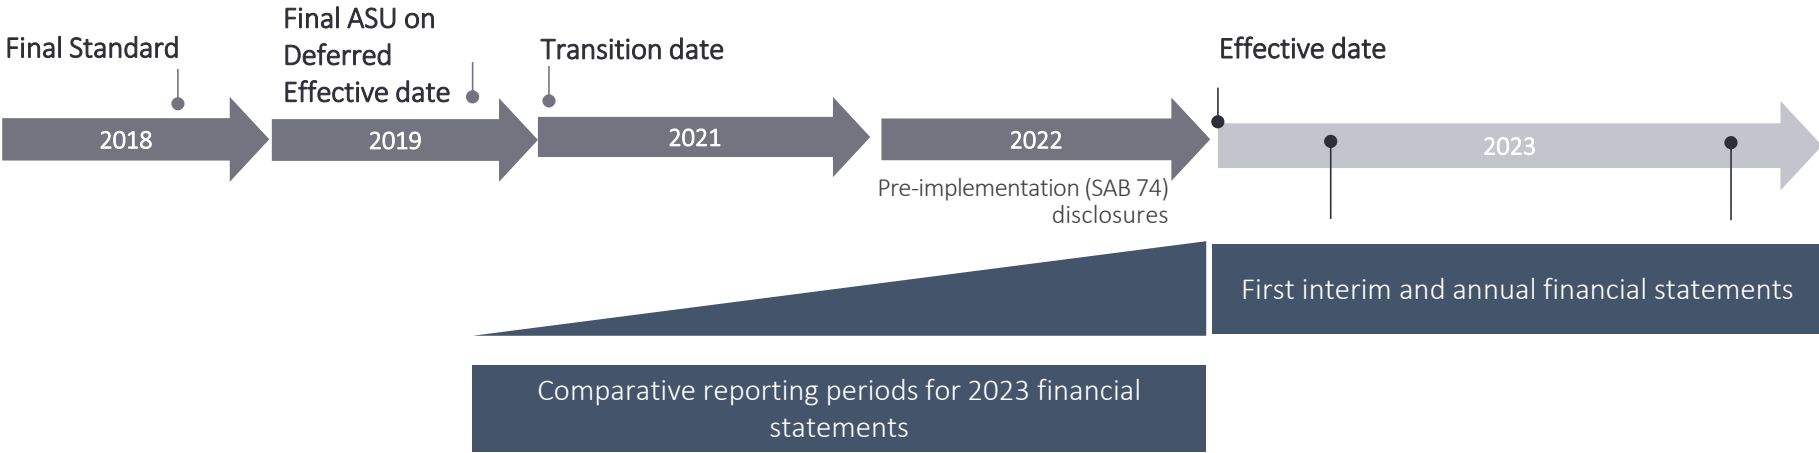 Final Standard
Final ASU on
Deferred
Effective date
Transition date
Effective date
2018
2019
2021
2022
2023
Pre-implementation (SAB 74)
disclosures
First interim and annual financial statements
Comparative reporting periods for 2023 financial
statements